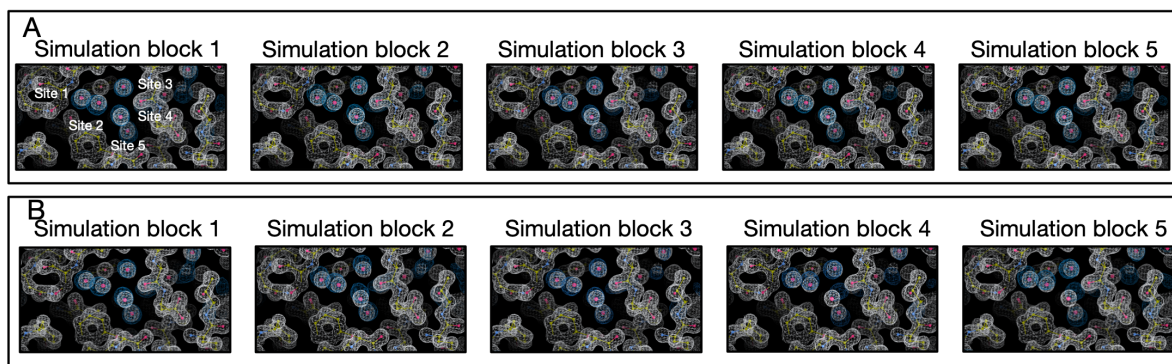 A
Simulation block 1
Simulation block 2
Simulation block 3
Simulation block 4
Simulation block 5
Site 1
Site 3
Site 2
Site 4
Site 5
B
Simulation block 1
Simulation block 2
Simulation block 3
Simulation block 4
Simulation block 5